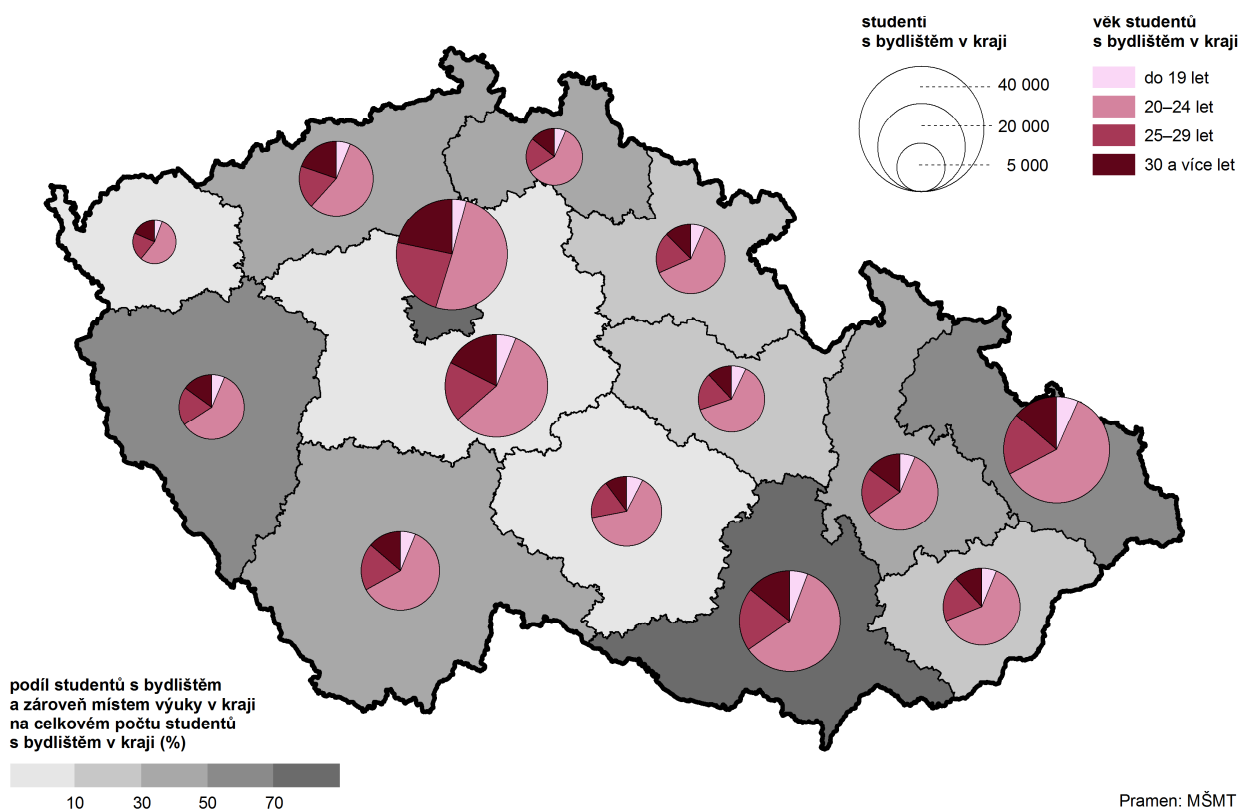 studenti
s bydlištěm v kraji
40 000
20 000
5 000
věk studentů
s bydlištěm v kraji
do 19 let
20–24 let
25–29 let
30 a více let
podíl studentů s bydlištěm
a zároveň místem výuky v kraji
na celkovém počtu studentů
s bydlištěm v kraji (%)
10 30 50 70
Pramen: MŠMT